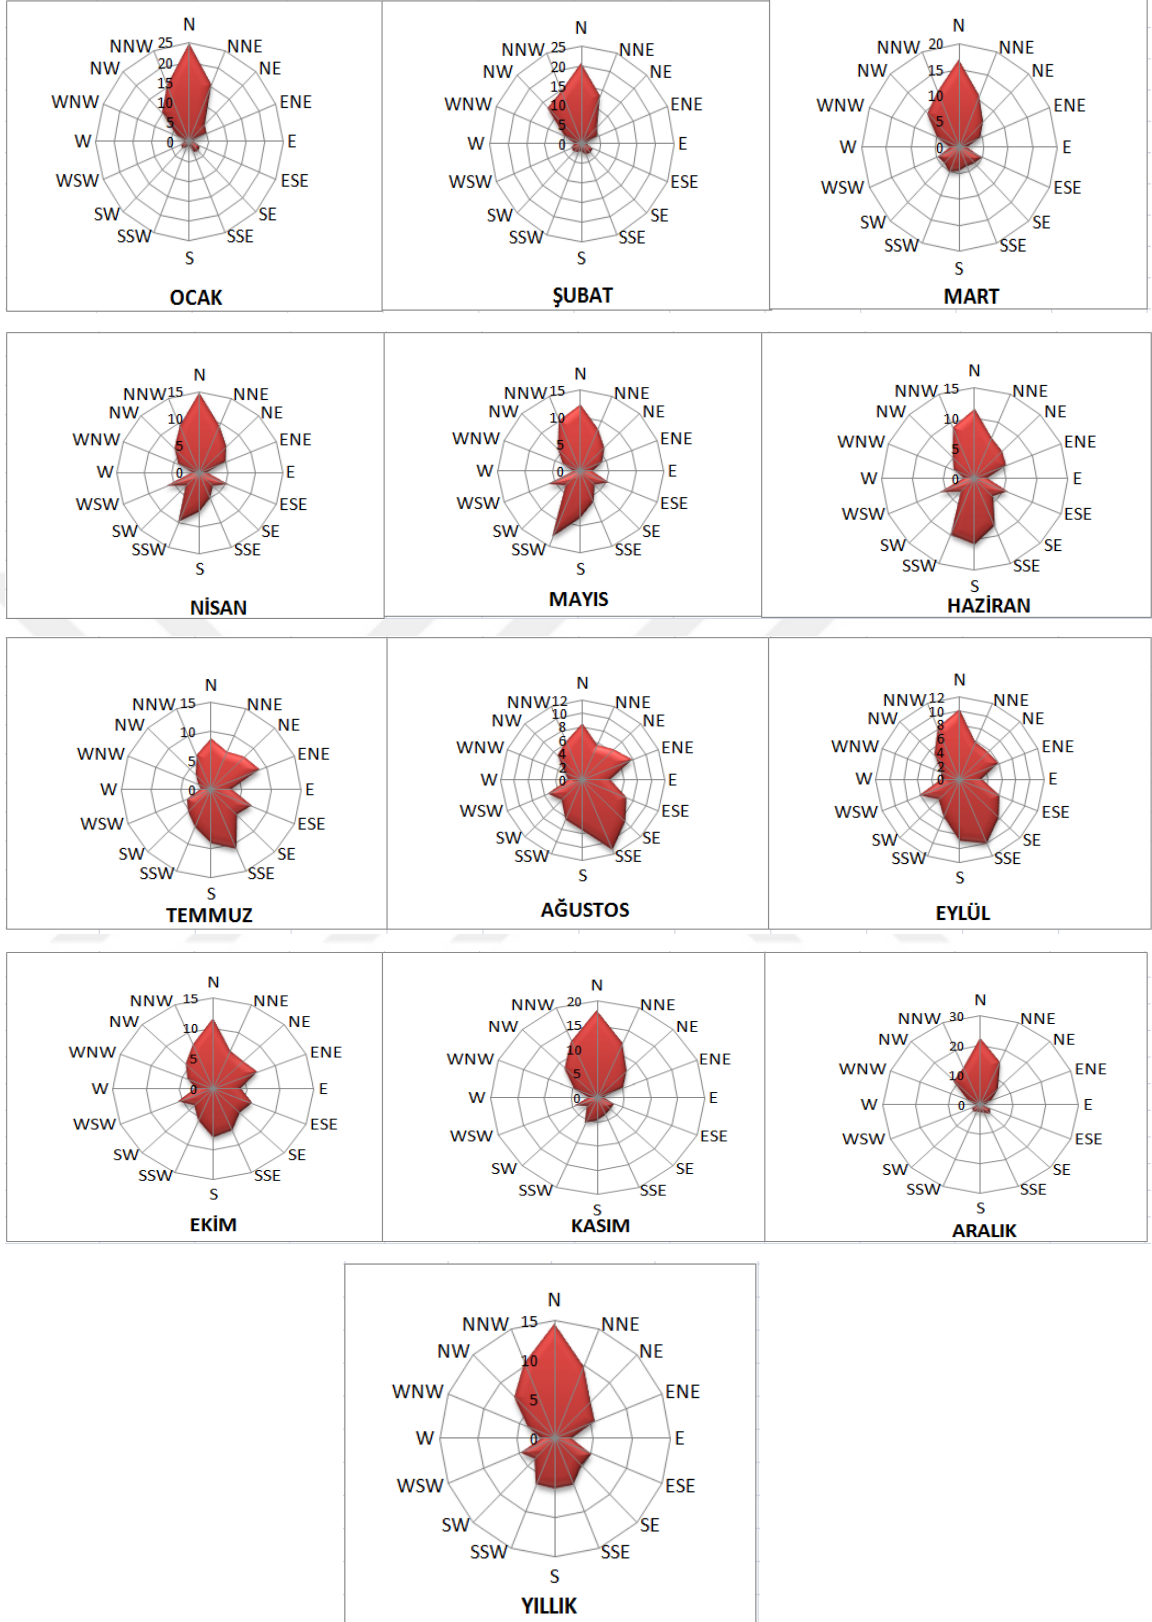 N
NNW 25 NNE
NW 20 NE
15
WNW 10 ENE
5
W 0 E
WSW ESE
SW SE
SSW SSE
S
OCAK
N
NNW 25 NNE
NW 20 NE
15
WNW 10 ENE
5
W 0 E
WSW ESE
SW SE
SSW SSE
S
ŞUBAT
N
NNW 20 NNE
NW 15 NE
WNW 10 ENE
5
W 0 E
WSW ESE
SW SE
SSW SSE
S
MART
N
NNW 15 NNE
NW NE
10
WNW ENE
5
W 0 E
WSW ESE
SW SE
SSW SSE
S
NİSAN
N
NNW 15 NNE
NW NE
10
WNW ENE
5
W 0 E
WSW ESE
SW SE
SSW SSE
S
MAYIS
N
NNW 15 NNE
NW NE
10
WNW ENE
5
W 0 E
WSW ESE
SW SE
SSW SSE
S
HAZİRAN
N
NNW 15 NNE
NW NE
10
WNW ENE
5
W 0 E
WSW ESE
SW SE
SSW SSE
S
TEMMUZ
N
NNW 12 NNE
10
NW 8 NE
6
WNW 4 ENE
2
W 0 E
WSW ESE
SW SE
SSW SSE
S
AĞUSTOS
N
NNW 12 NNE
10
NW 8 NE
6
WNW 4 ENE
2
W 0 E
WSW ESE
SW SE
SSW SSE
S
EYLÜL
N
NNW 15 NNE
NW 10 NE
WNW ENE
5
W 0 E
WSW ESE
SW SE
SSW SSE
S
EKİM
N
NNW 20 NNE
NW 15 NE
WNW 10 ENE
5
W 0 E
WSW ESE
SW SE
SSW SSE
S
KASIM
N
NNW 30 NNE
NW 20 NE
WNW 10 ENE
W 0 E
WSW ESE
SW SE
SSW SSE
S
ARALIK
N
NNW 15 NNE
NW 10 NE
WNW 5 ENE
W 0 E
WSW ESE
SW SE
SSW SSE
S
YILLIK